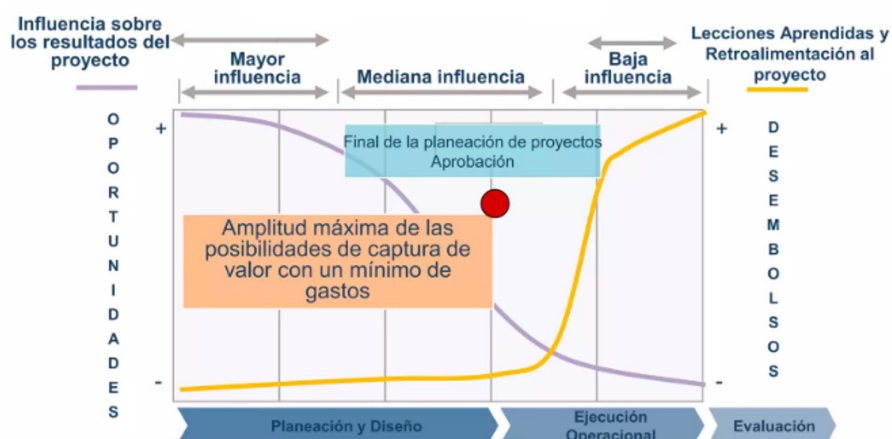 Influencia sobre
los resultados del
proyecto
Mayor
influencia
Mediana influencia
Baja
influencia
Lecciones Aprendidas y
Retroalimentación al
proyecto
OPORTUNIDADES
+
-
Final de la planeación de proyectos
Aprobación
Amplitud máxima de las
posibilidades de captura de
valor con un mínimo de
gastos
+
-
DESEMBOLSOS
Planeación y Diseño
Ejecución
Operacional
Evaluación